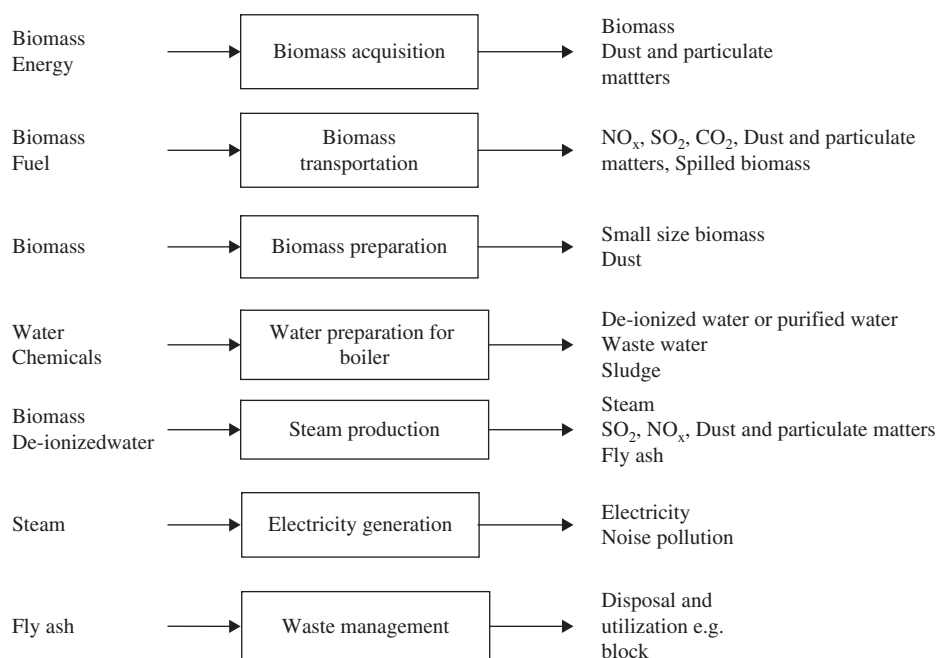 Biomass
Energy
Biomass acquisition
Biomass
Dust and particulate
mattters
Biomass
Fuel
Biomass
transportation
NOx, SO2, CO2, Dust and particulate
matters, Spilled biomass
Biomass
Biomass preparation
Small size biomass
Dust
Water
Chemicals
Water preparation for
boiler
De-ionized water or purified water
Waste water
Sludge
Biomass
De-ionizedwater
Steam production
Steam
SO2, NOx, Dust and particulate matters
Fly ash
Steam
Electricity generation
Electricity
Noise pollution
Fly ash
Waste management
Disposal and
utilization e.g.
block